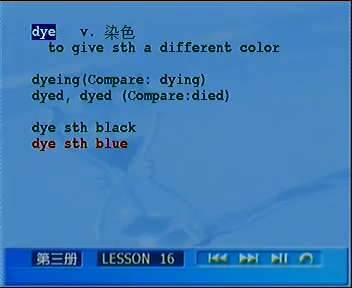 dye v. 染色
to give sth a different color
dyeing(Compare: dying)
dyed, dyed (Compare:died)
dye sth black
dye sth blue
第三册 LESSON 16